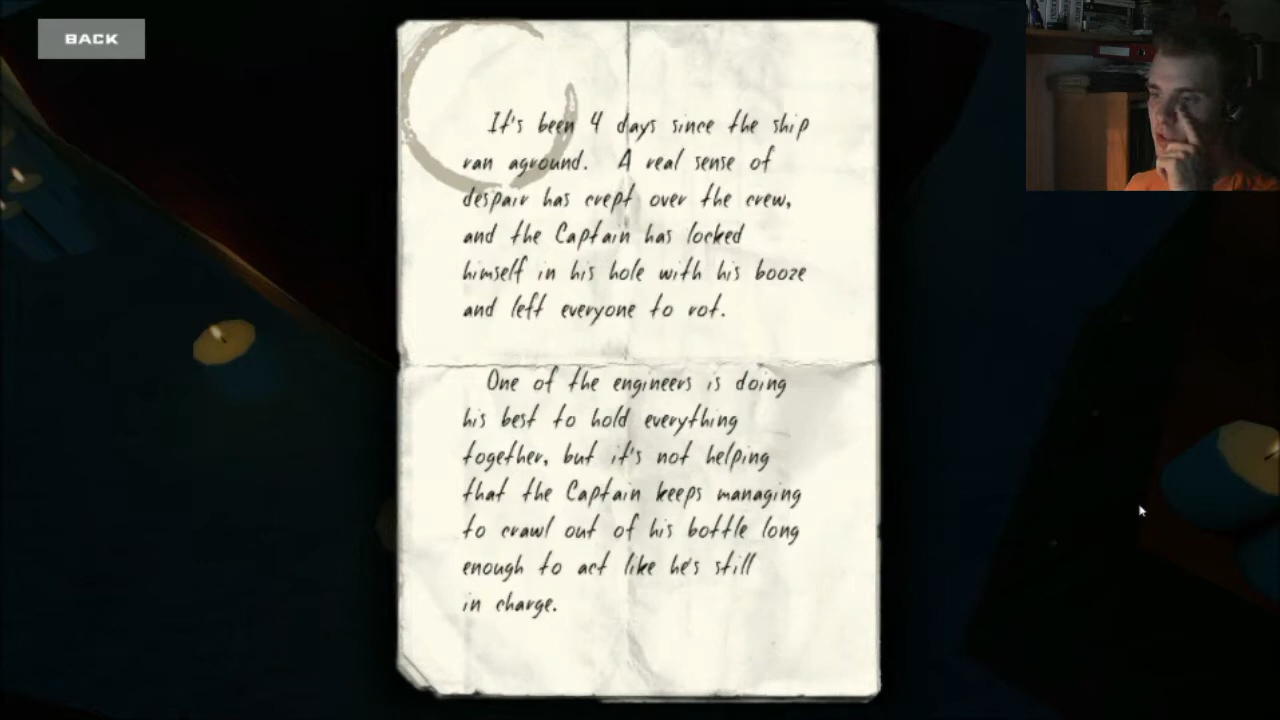 BACK
It's been 4 days since the ship
ran aground. A real sense of
despair has crept over the crew,
and the Captain has locked
himself in his hole with his booze
and left everyone to rot.
One of the engineers is doing
his best to hold everything
together, but it's not helping
that the Captain keeps managing
to crawl out of his bottle long
enough to act like he's still
in charge.